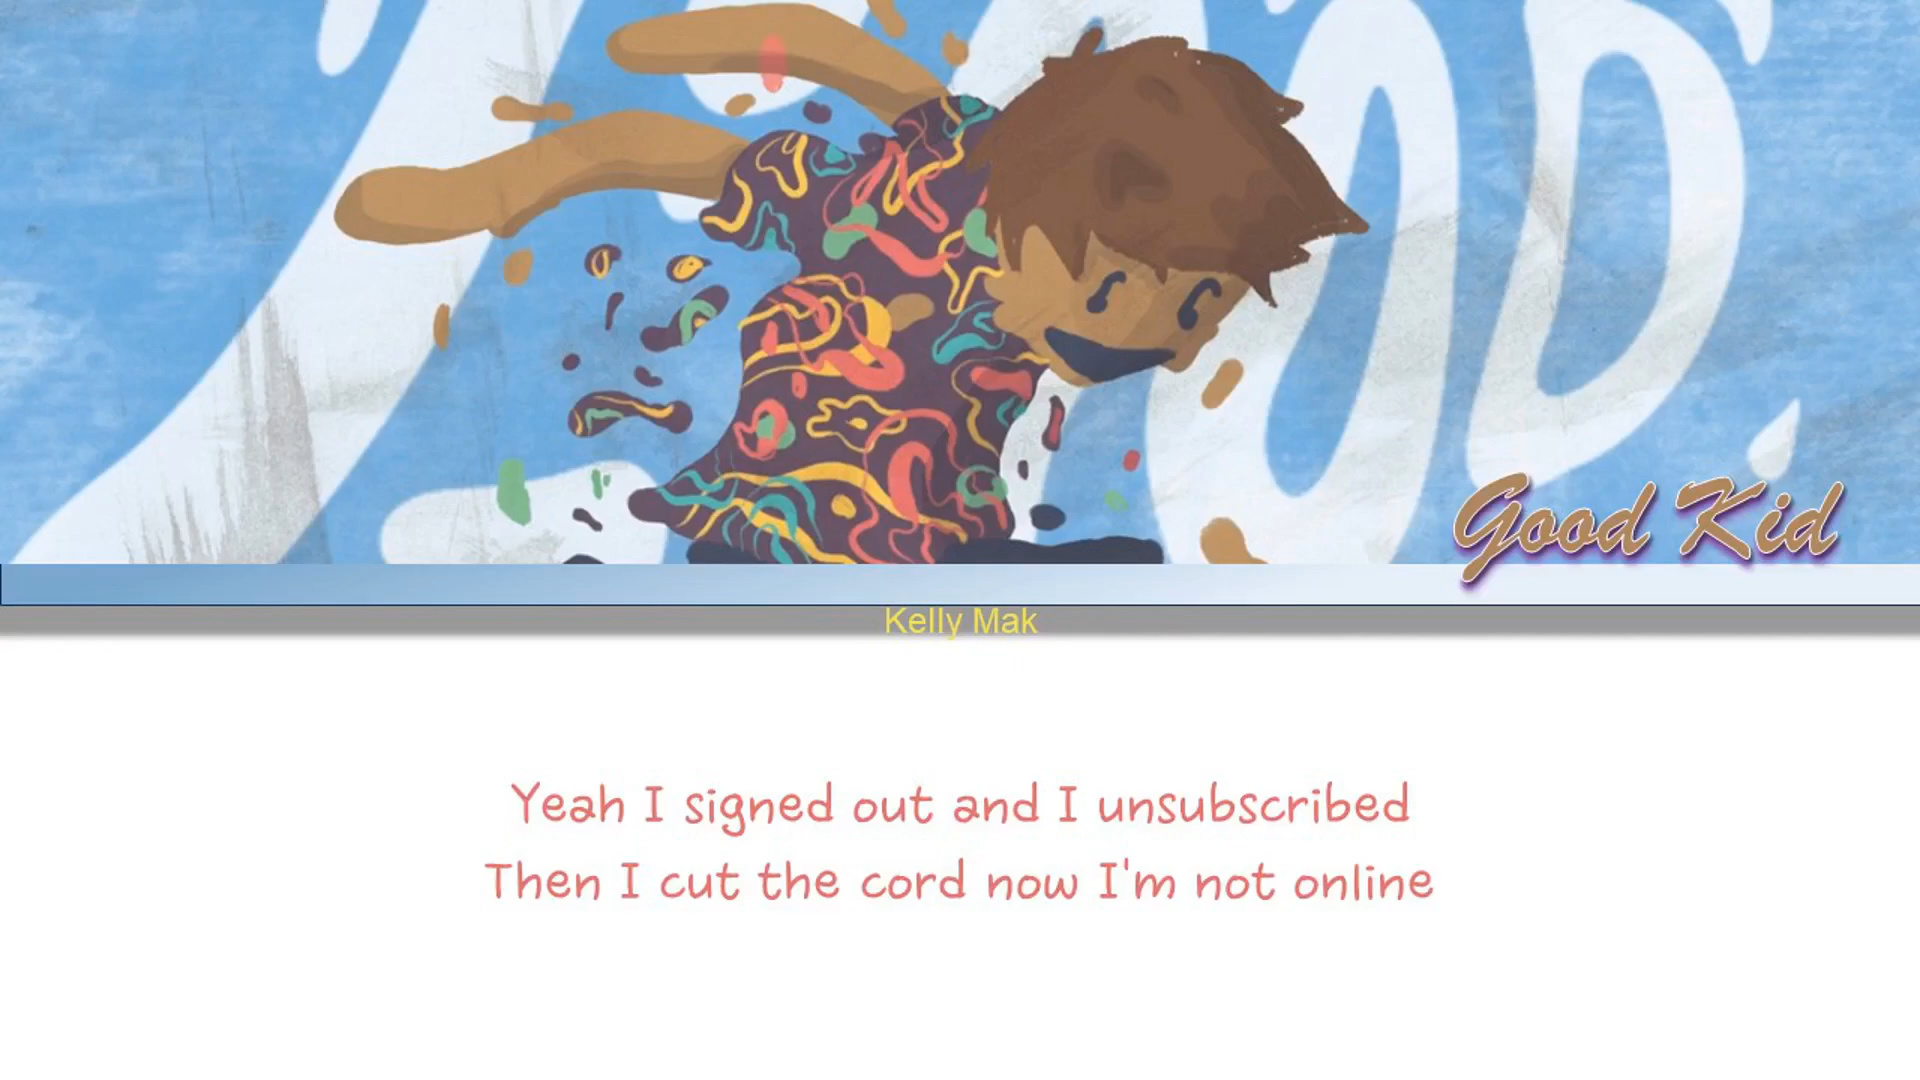 Good Kid
Kelly Mak
Yeah I signed out and I unsubscribed
Then I cut the cord now I'm not online